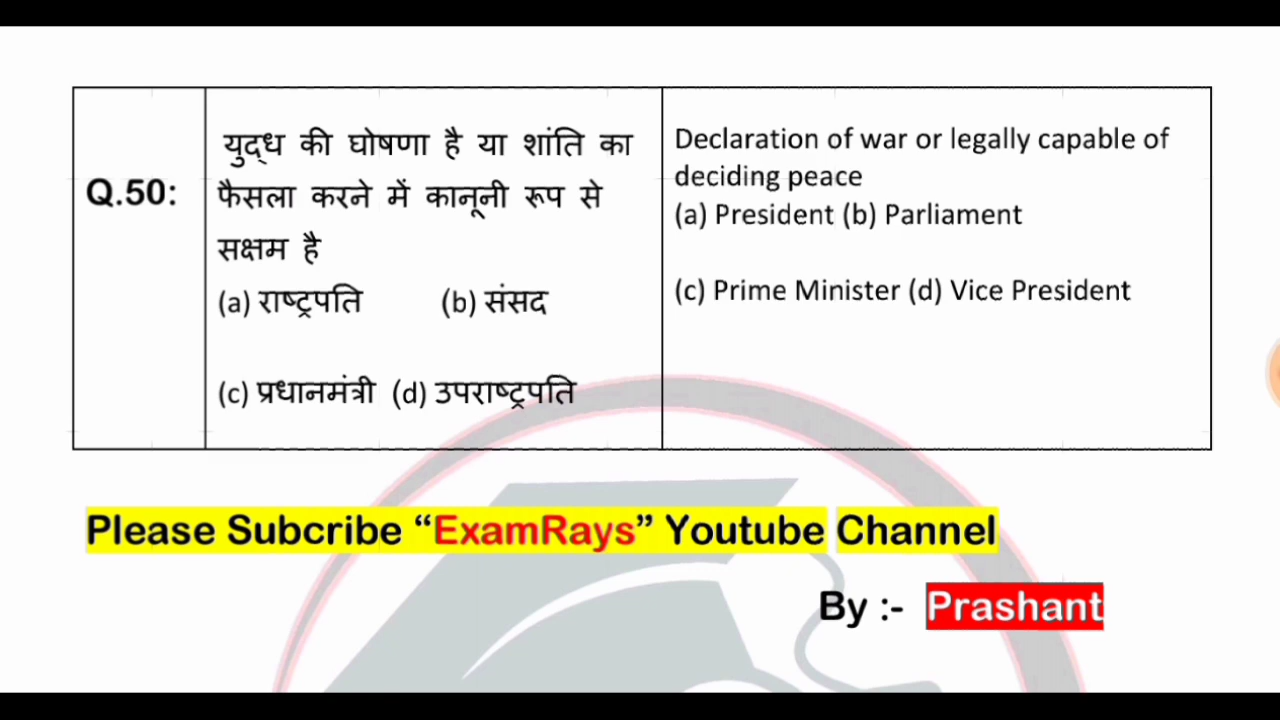 Q.50:
युद्ध की घोषणा है या शांति का
फैसला करने में कानूनी रूप से
सक्षम है
(a) राष्ट्रपति (b) संसद
(c) प्रधानमंत्री (d) उपराष्ट्रपति
Declaration of war or legally capable of
deciding peace
(a) President (b) Parliament
(c) Prime Minister (d) Vice President
Please Subcribe “ExamRays” Youtube Channel
By :- Prashant